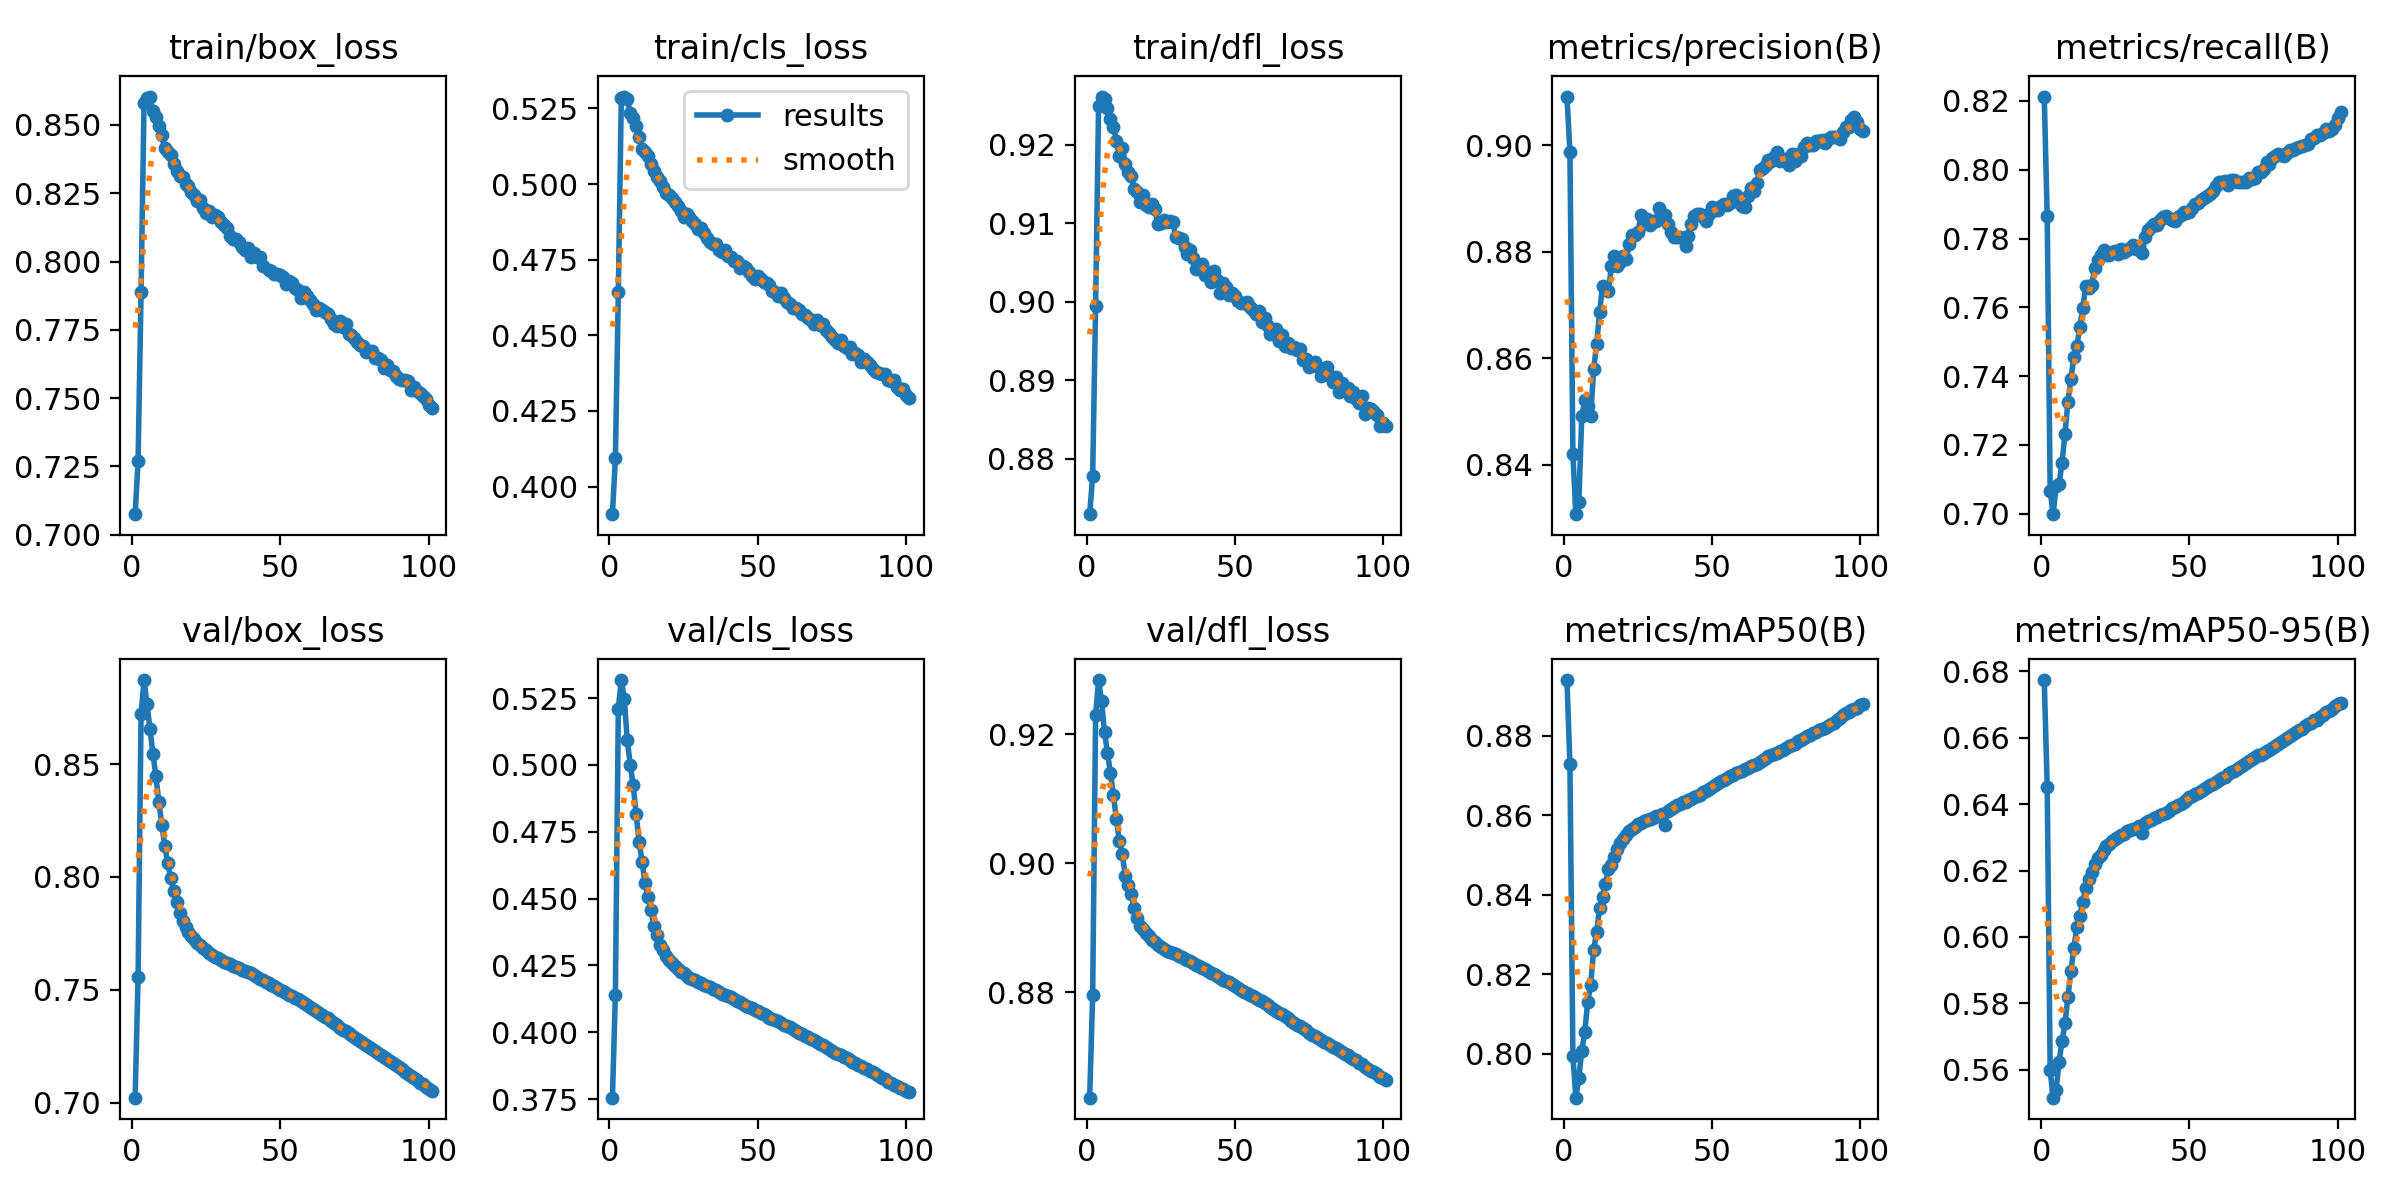 train/box_loss
train/cls_loss
train/dfl_loss
metrics/precision(B)
metrics/recall(B)
0.850
0.825
0.800
0.775
0.750
0.725
0.700
0 50 100
0.525
0.500
0.475
0.450
0.425
0.400
0 50 100
results
smooth
0.92
0.91
0.90
0.89
0.88
0 50 100
0.90
0.88
0.86
0.84
0 50 100
0.82
0.80
0.78
0.76
0.74
0.72
0.70
0 50 100
val/box_loss
val/cls_loss
val/dfl_loss
metrics/mAP50(B)
metrics/mAP50-95(B)
0.85
0.80
0.75
0.70
0 50 100
0.525
0.500
0.475
0.450
0.425
0.400
0.375
0 50 100
0.92
0.90
0.88
0 50 100
0.88
0.86
0.84
0.82
0.80
0 50 100
0.68
0.66
0.64
0.62
0.60
0.58
0.56
0 50 100